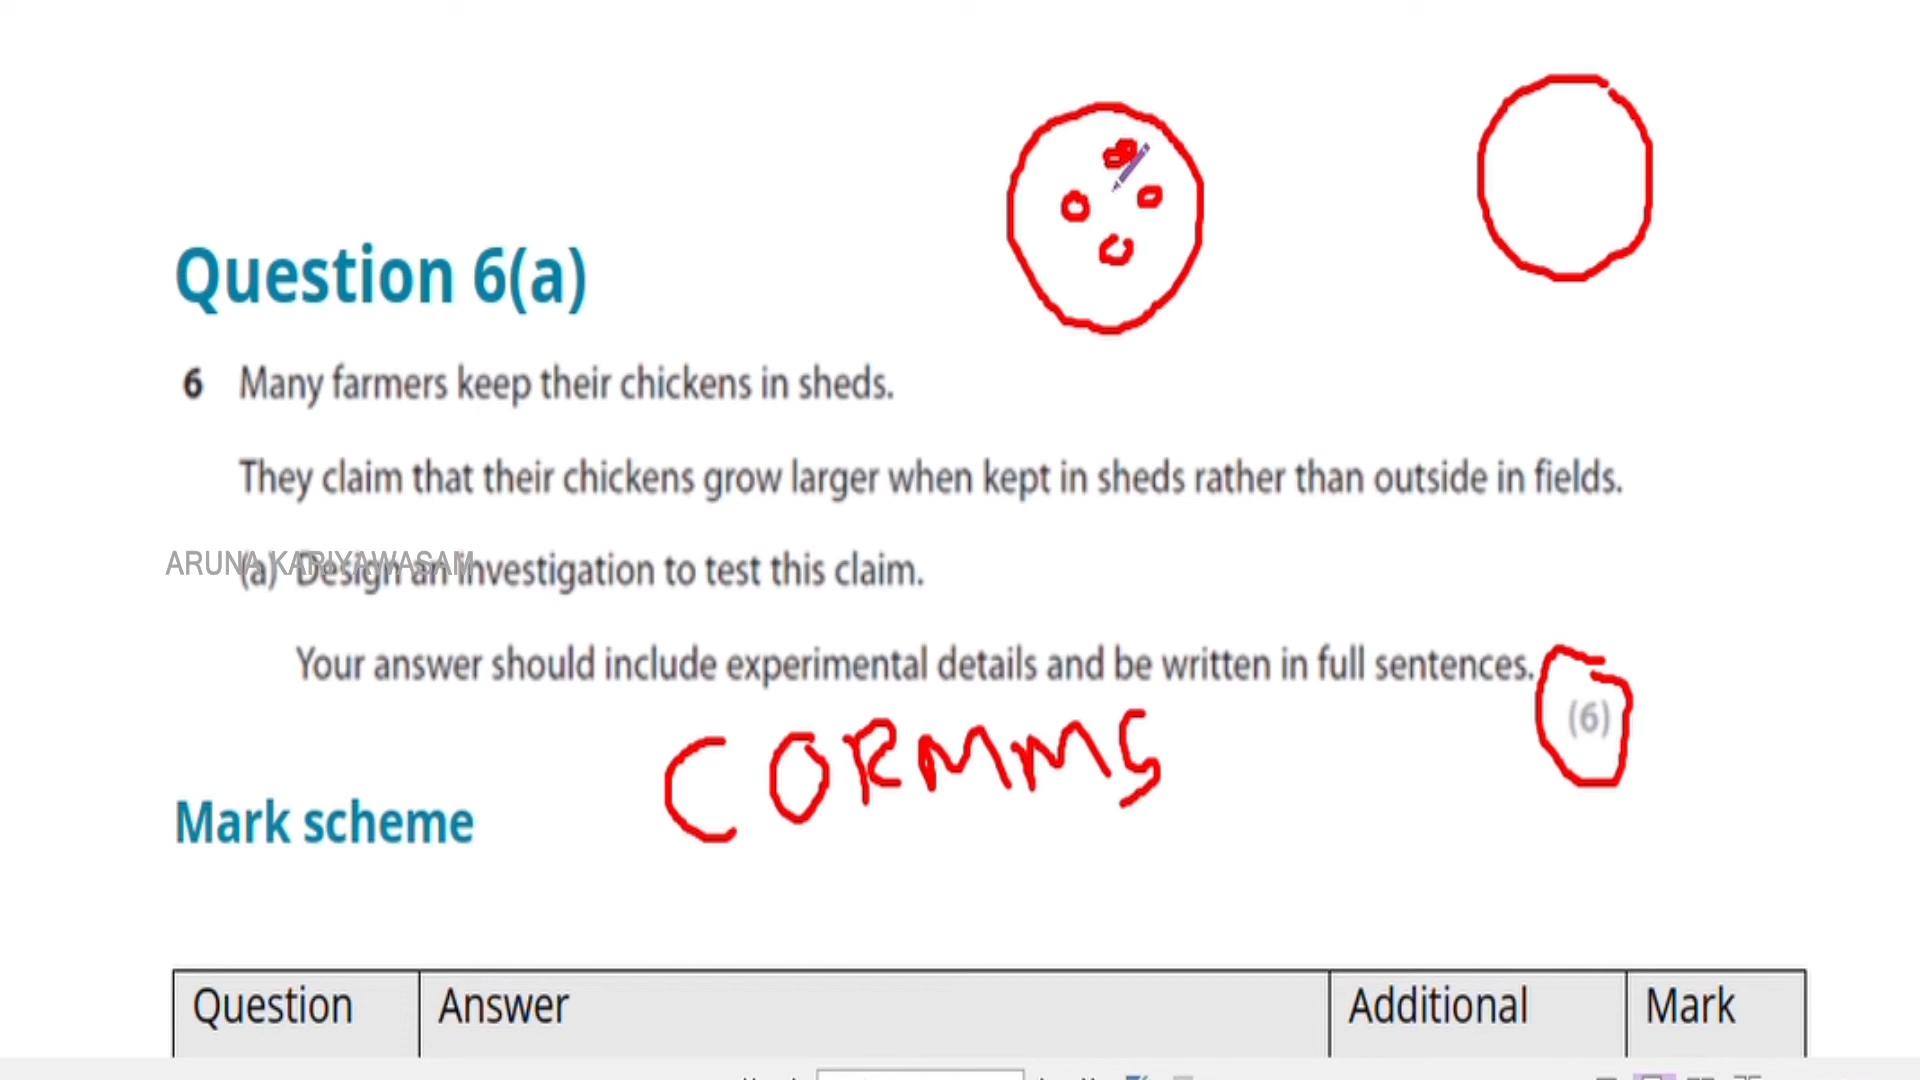 Question 6(a)
6 Many farmers keep their chickens in sheds.
They claim that their chickens grow larger when kept in sheds rather than outside in fields.
ARUNA KARIYAWASAM
(a) Design an investigation to test this claim.
Your answer should include experimental details and be written in full sentences.
(6)
CORMMS
Mark scheme
Question Answer Additional Mark